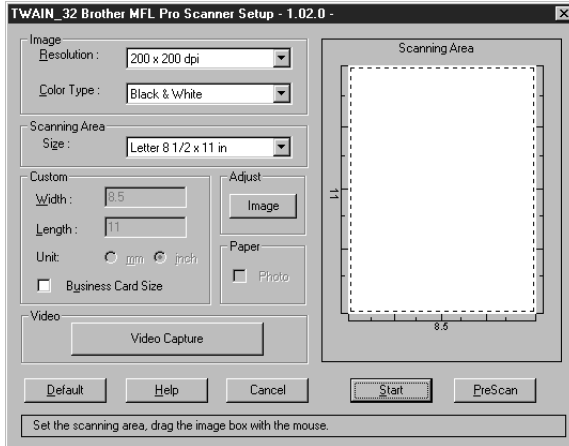 TWAIN_32 Brother MFL Pro Scanner Setup - 1.02.0 -
Image
Resolution :
200 x 200 dpi
Color Type :
Black & White
Scanning Area
Size :
Letter 8 1/2 x 11 in
Custom
Width :
8.5
Length :
11
Unit:
mm
inch
Business Card Size
Adjust
Image
Paper
Photo
Video
Video Capture
Scanning Area
11
8.5
Default
Help
Cancel
Start
PreScan
Set the scanning area, drag the image box with the mouse.